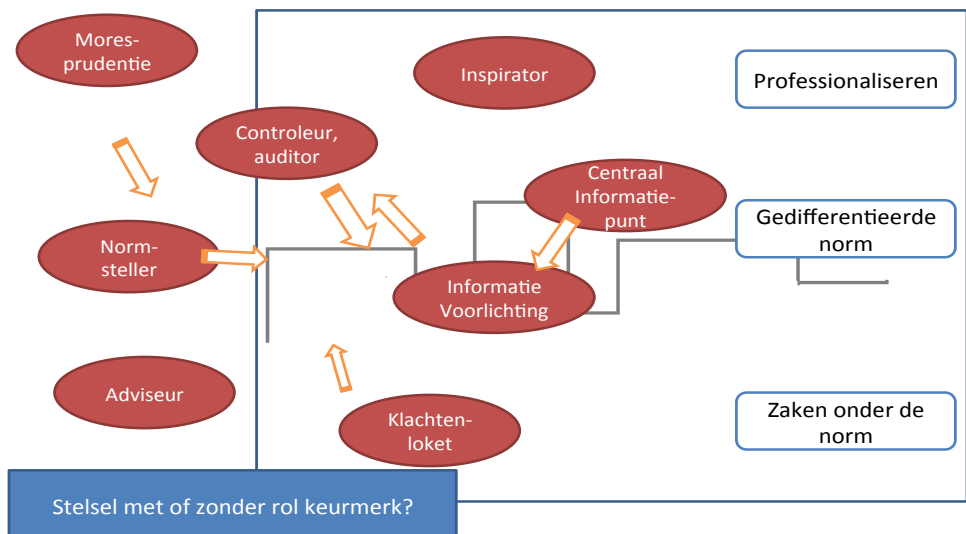 Mores-
prudentie
Inspirator
Professionaliseren
Controleur,
auditor
Centraal
Informatie-
punt
Gedifferentieerde
norm
Norm-
steller
Informatie
Voorlichting
Adviseur
Klachten-
loket
Zaken onder de
norm
Stelsel met of zonder rol keurmerk?